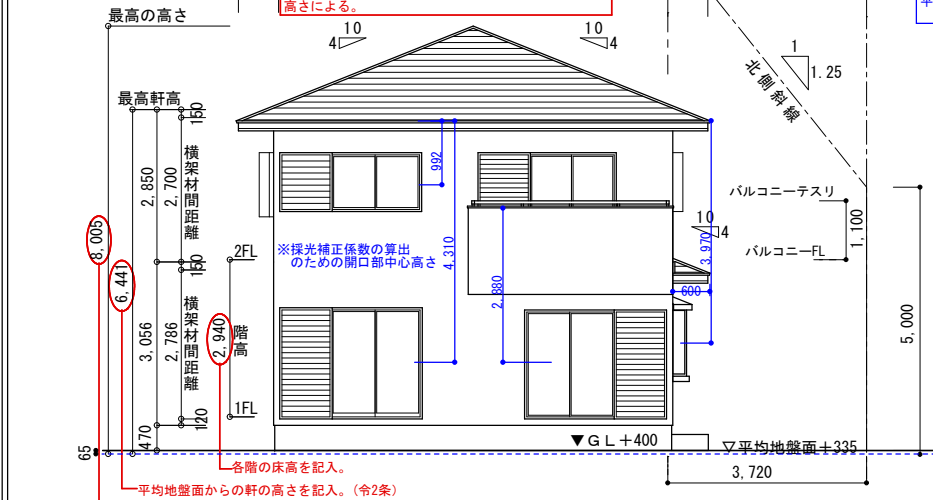 高さによる。
平
最高の高さ
10
4
10
4
1
1.25
北側斜線
最高軒高
150
2,850
2,700
横架材間距離
992
バルコニーテスリ
1,100
バルコニーFL
8,005
6,441
2FL
※採光補正係数の算出
のための開口部中心高さ
4,310
10
4
3,970
150
3,056
2,786
横架材間距離
2,940
階高
2,880
600
5,000
1FL
120
470
65
▼GL+400
▽平均地盤面+335
3,720
各階の床高を記入。
平均地盤面からの軒の高さを記入。(令2条)